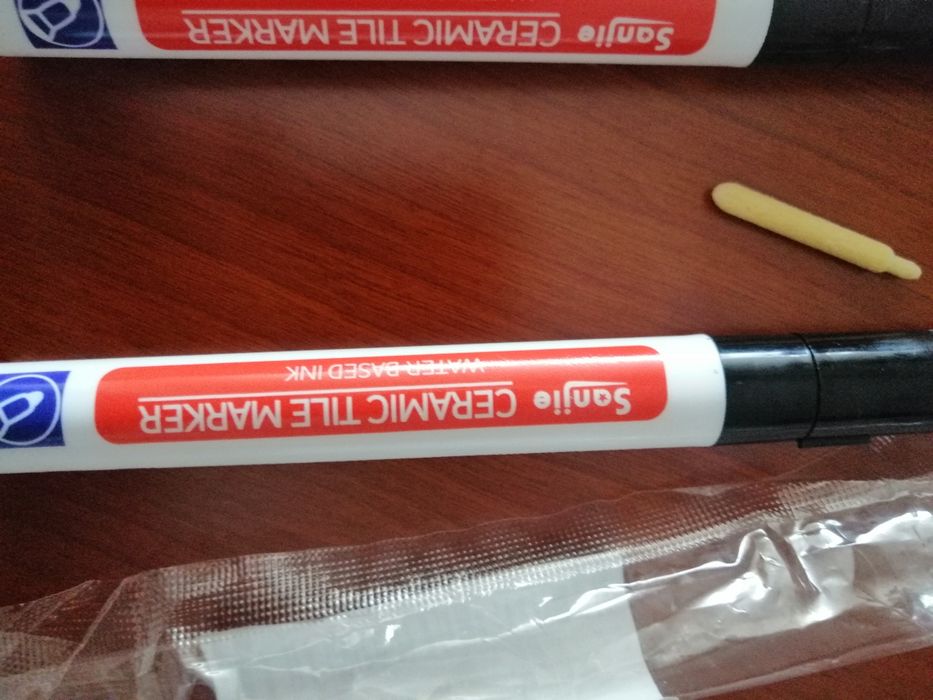 Sanjie CERAMIC TILE MARKER
Sanjie CERAMIC TILE MARKER
WATER-BASED INK